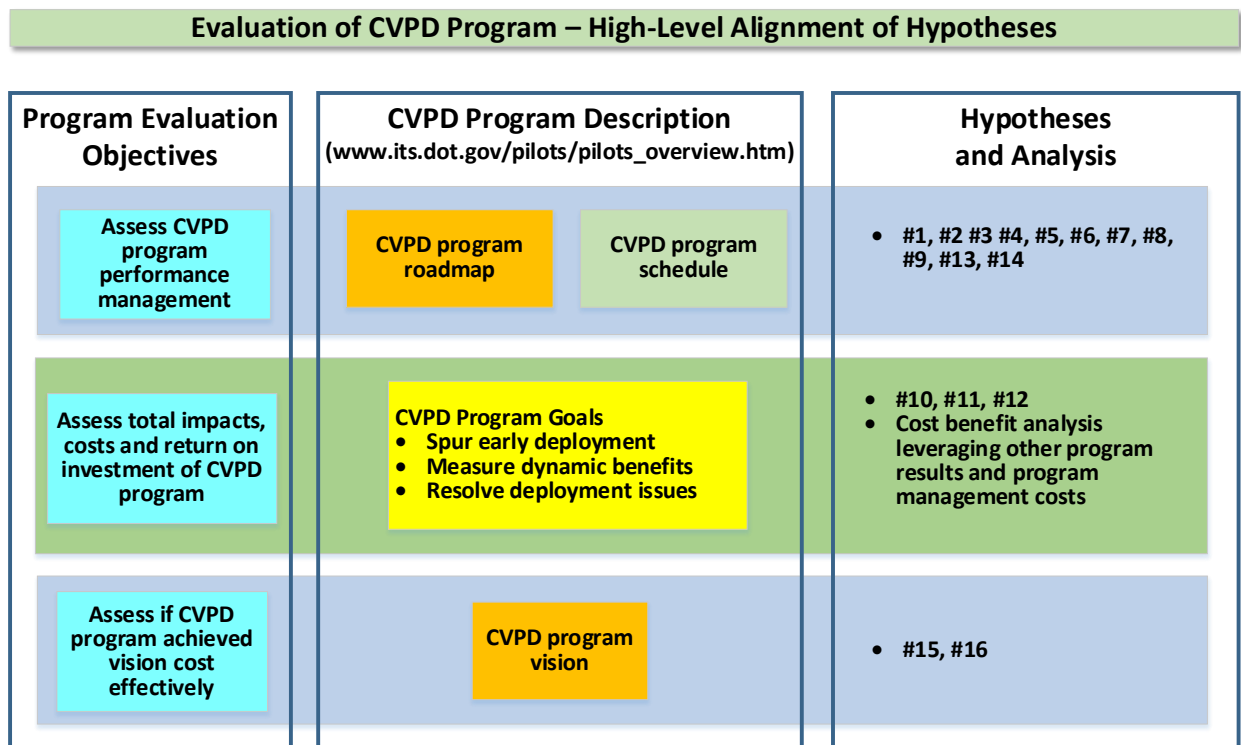 Evaluation of CVPD Program – High-Level Alignment of Hypotheses
Program Evaluation
Objectives
CVPD Program Description
(www.its.dot.gov/pilots/pilots_overview.htm)
Hypotheses
and Analysis
Assess CVPD
program
performance
management
CVPD program
roadmap
CVPD program
schedule
• #1, #2 #3 #4, #5, #6, #7, #8,
#9, #13, #14
Assess total impacts,
costs and return on
investment of CVPD
program
CVPD Program Goals
• Spur early deployment
• Measure dynamic benefits
• Resolve deployment issues
• #10, #11, #12
• Cost benefit analysis
leveraging other program
results and program
management costs
Assess if CVPD
program achieved
vision cost
effectively
CVPD program
vision
• #15, #16